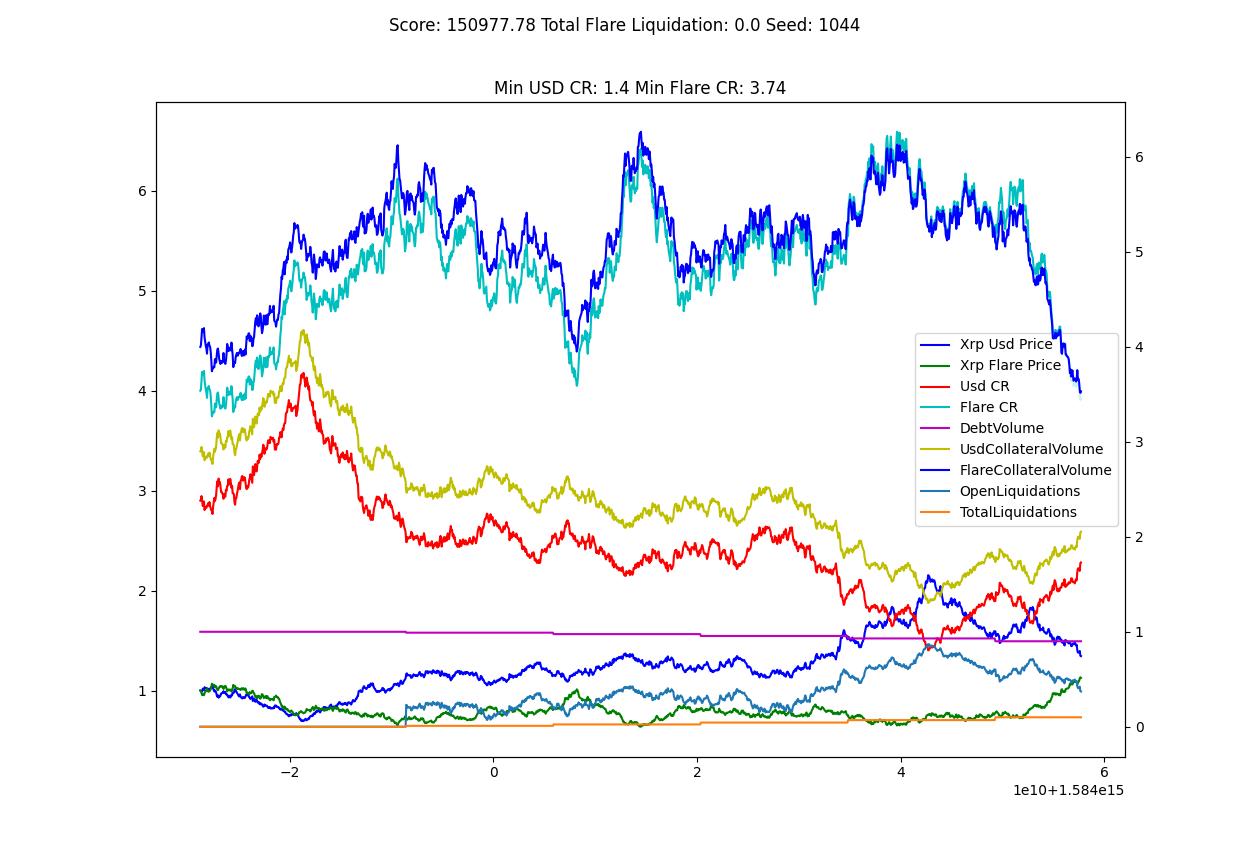 Score: 150977.78 Total Flare Liquidation: 0.0 Seed: 1044
Min USD CR: 1.4 Min Flare CR: 3.74
6
5
4
3
2
1
6
5
4
3
2
1
0
Xrp Usd Price
Xrp Flare Price
Usd CR
Flare CR
DebtVolume
UsdCollateralVolume
FlareCollateralVolume
OpenLiquidations
TotalLiquidations
−2 0 2 4 6
1e10+1.584e15